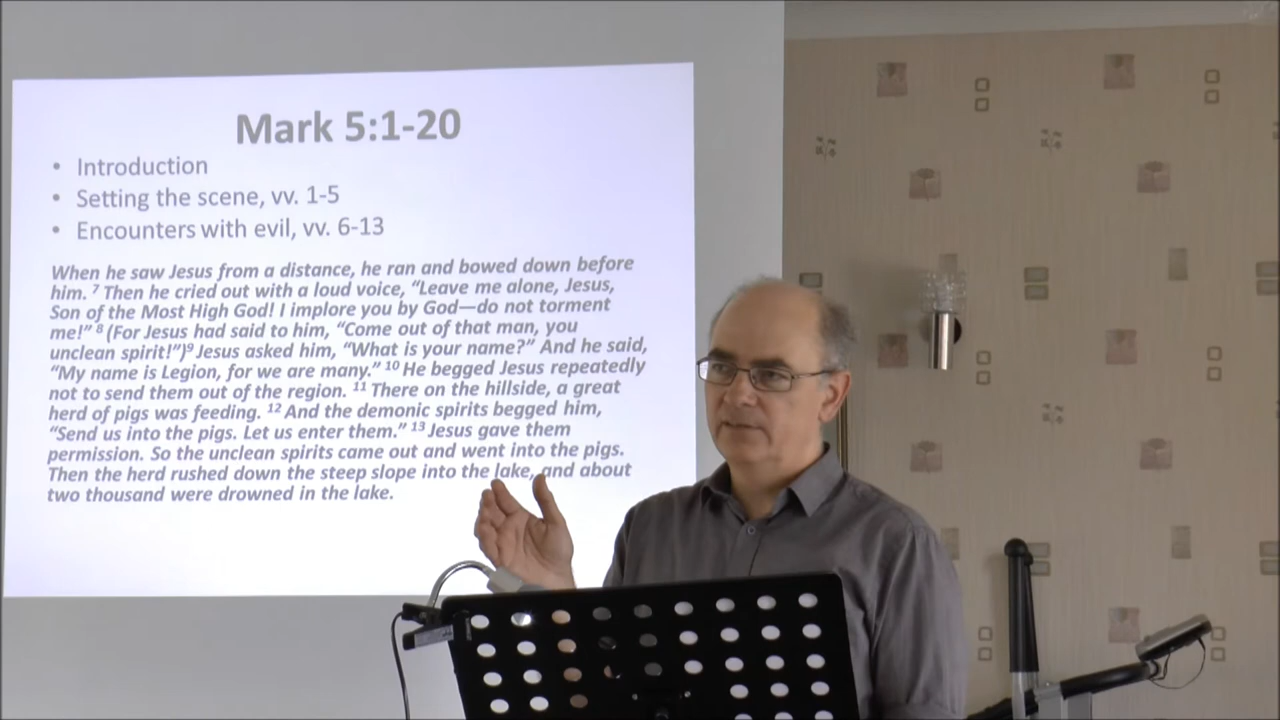 Mark 5:1-20
• Introduction
• Setting the scene, vv. 1-5
• Encounters with evil, vv. 6-13
When he saw Jesus from a distance, he ran and bowed down before
him. ⁷ Then he cried out with a loud voice, “Leave me alone, Jesus,
Son of the Most High God! I implore you by God—do not torment
me!” ⁸ (For Jesus had said to him, “Come out of that man, you
unclean spirit!”)⁹ Jesus asked him, “What is your name?” And he said,
“My name is Legion, for we are many.” ¹⁰ He begged Jesus repeatedly
not to send them out of the region. ¹¹ There on the hillside, a great
herd of pigs was feeding. ¹² And the demonic spirits begged him,
“Send us into the pigs. Let us enter them.” ¹³ Jesus gave them
permission. So the unclean spirits came out and went into the pigs.
Then the herd rushed down the steep slope into the lake, and about
two thousand were drowned in the lake.